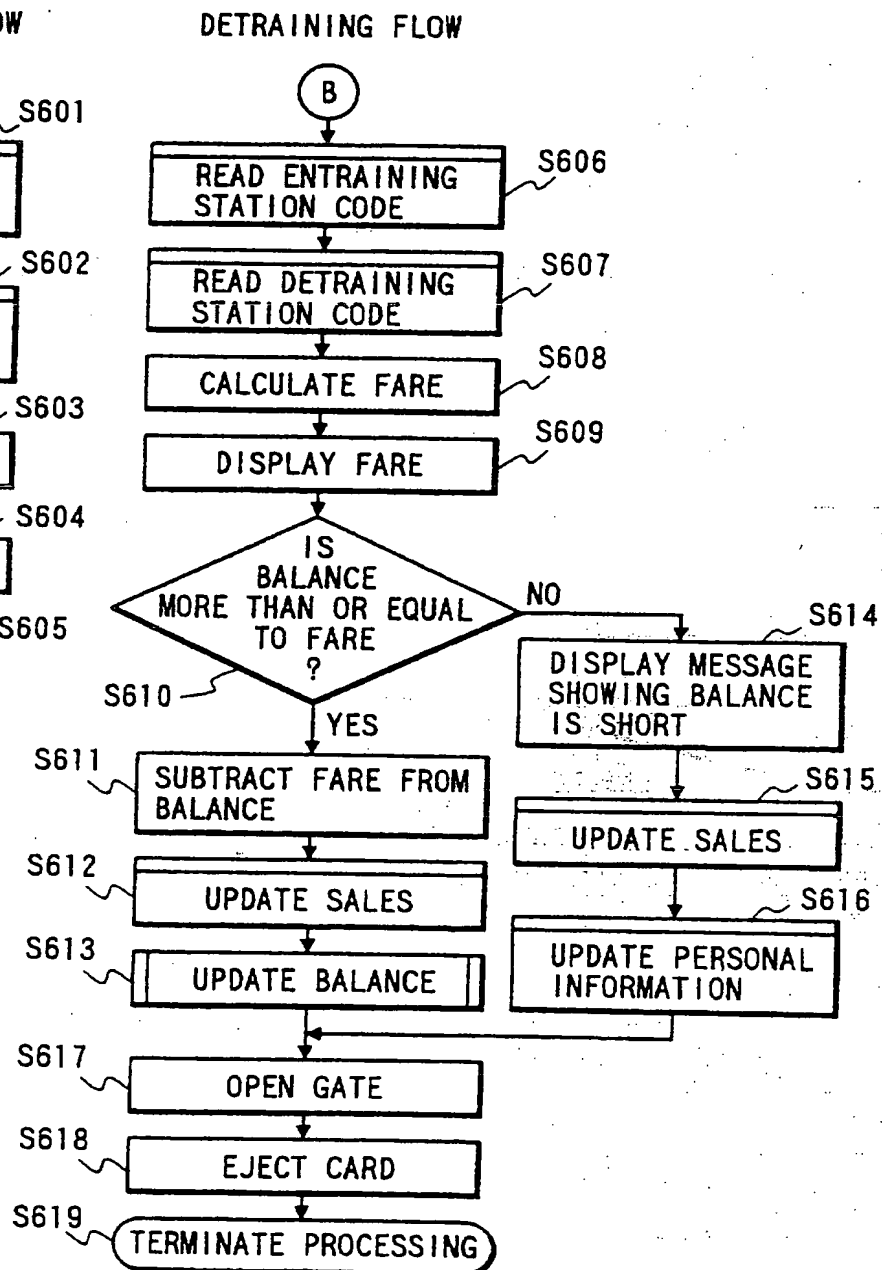 DETRAINING FLOW
B
S601
S602
S603
S604
S605
READ ENTRAINING
STATION CODE
S606
READ DETRAINING
STATION CODE
S607
CALCULATE FARE
S608
DISPLAY FARE
S609
IS
BALANCE
MORE THAN OR EQUAL
TO FARE
?
S610
NO
YES
S614
DISPLAY MESSAGE
SHOWING BALANCE
IS SHORT
S611
SUBTRACT FARE FROM
BALANCE
S615
UPDATE SALES
S612
UPDATE SALES
S616
UPDATE PERSONAL
INFORMATION
S613
UPDATE BALANCE
S617
OPEN GATE
S618
EJECT CARD
S619
TERMINATE PROCESSING